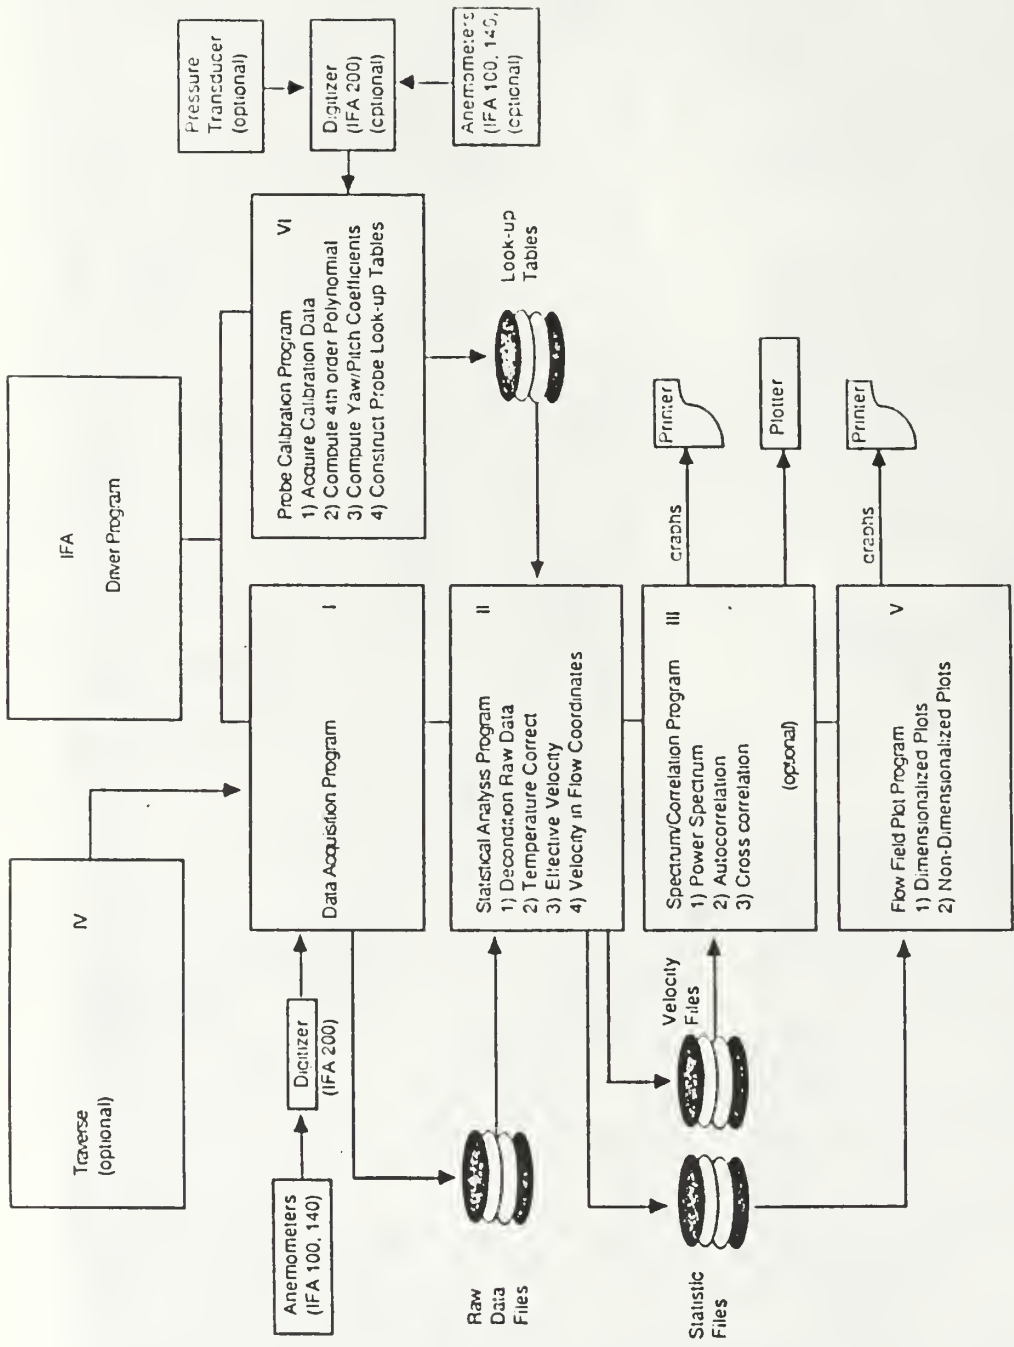 IFA
Driver Program
IV
Traverse
(optional)
Anemometers
(IFA 100, 140)
Digitizer
(IFA 200)
I
Data Acquisition Program
VI
Probe Calibration Program
1) Acquire Calibration Data
2) Compute 4th order Polynomial
3) Compute Yaw/Pitch Coefficients
4) Construct Probe Look-up Tables
Pressure
Transducer
(optional)
Digitizer
(IFA 200)
(optional)
Anemometers
(IFA 100, 140,
(optional)
Raw
Data
Files
II
Statistical Analysis Program
1) Decondition Raw Data
2) Temperature Correct
3) Effective Velocity
4) Velocity in Flow Coordinates
Look-up
Tables
Statistic
Files
Velocity
Files
III
Spectrum/Correlation Program
1) Power Spectrum
2) Autocorrelation
3) Cross correlation
(optional)
graphs
Printer
Plotter
V
Flow Field Plot Program
1) Dimensionalized Plots
2) Non-Dimensionalized Plots
graphs
Printer